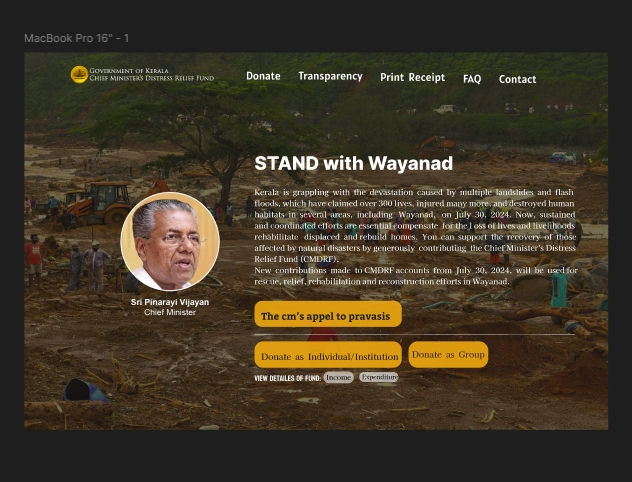 MacBook Pro 16" - 1
GOVERNMENT OF KERALA
CHIEF MINISTER'S DISTRESS RELIEF FUND
Donate Transparency Print Receipt FAQ Contact
STAND with Wayanad
Kerala is grappling with the devastation caused by multiple landslides and flash
floods, which have claimed over 300 lives, injured many more, and destroyed human
habitats in several areas, including Wayanad, on July 30, 2024. Now, sustained
and coordinated efforts are essential compensate for the loss of lives and livelihoods
rehabilitate displaced and rebuild homes. You can support the recovery of those
affected by natural disasters by generously contributing the Chief Minister's Distress
Relief Fund (CMDRF).
New contributions made to CMDRF accounts from July 30, 2024, will be used for
rescue, relief, rehabilitation and reconstruction efforts in Wayanad.
Sri Pinarayi Vijayan
Chief Minister
The cm's appel to pravasis
Donate as Individual/Institution Donate as Group
VIEW DETAILES OF FUND: Income Expenditure